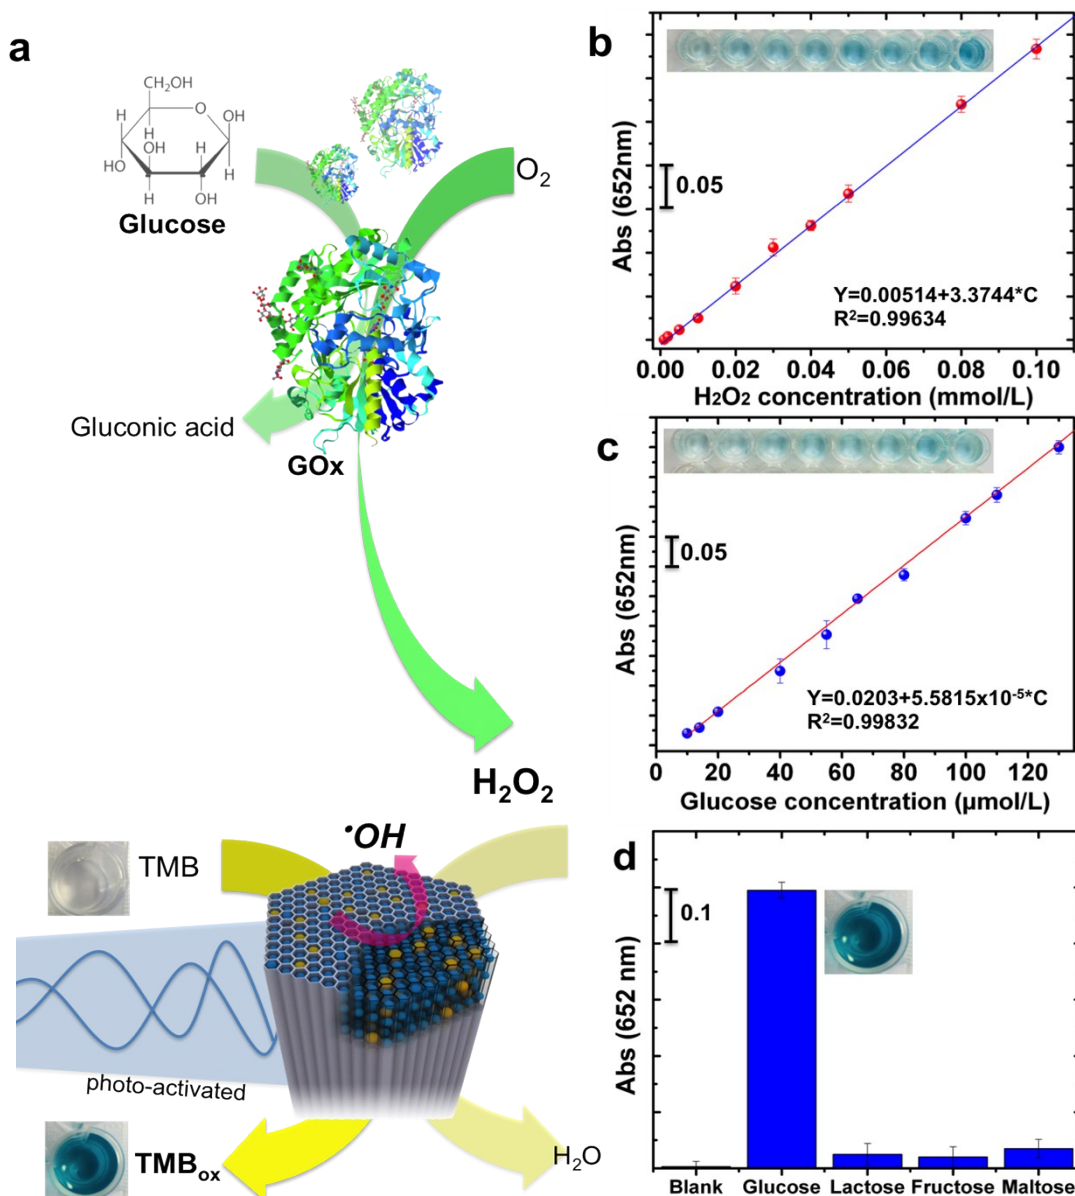 a
CH₂OH
H
O
OH
H
H
OH
H
HO
H
H
OH
Glucose
O₂
Gluconic acid
GOx
H₂O₂
•OH
TMB
photo-activated
TMBox
H₂O
b
Abs (652nm)
0.05
Y=0.00514+3.3744*C
R²=0.99634
0.00 0.02 0.04 0.06 0.08 0.10
H₂O₂ concentration (mmol/L)
c
Abs (652nm)
0.05
Y=0.0203+5.5815x10⁻⁵*C
R²=0.99832
0 20 40 60 80 100 120
Glucose concentration (µmol/L)
d
Abs (652 nm)
0.1
Blank Glucose Lactose Fructose Maltose